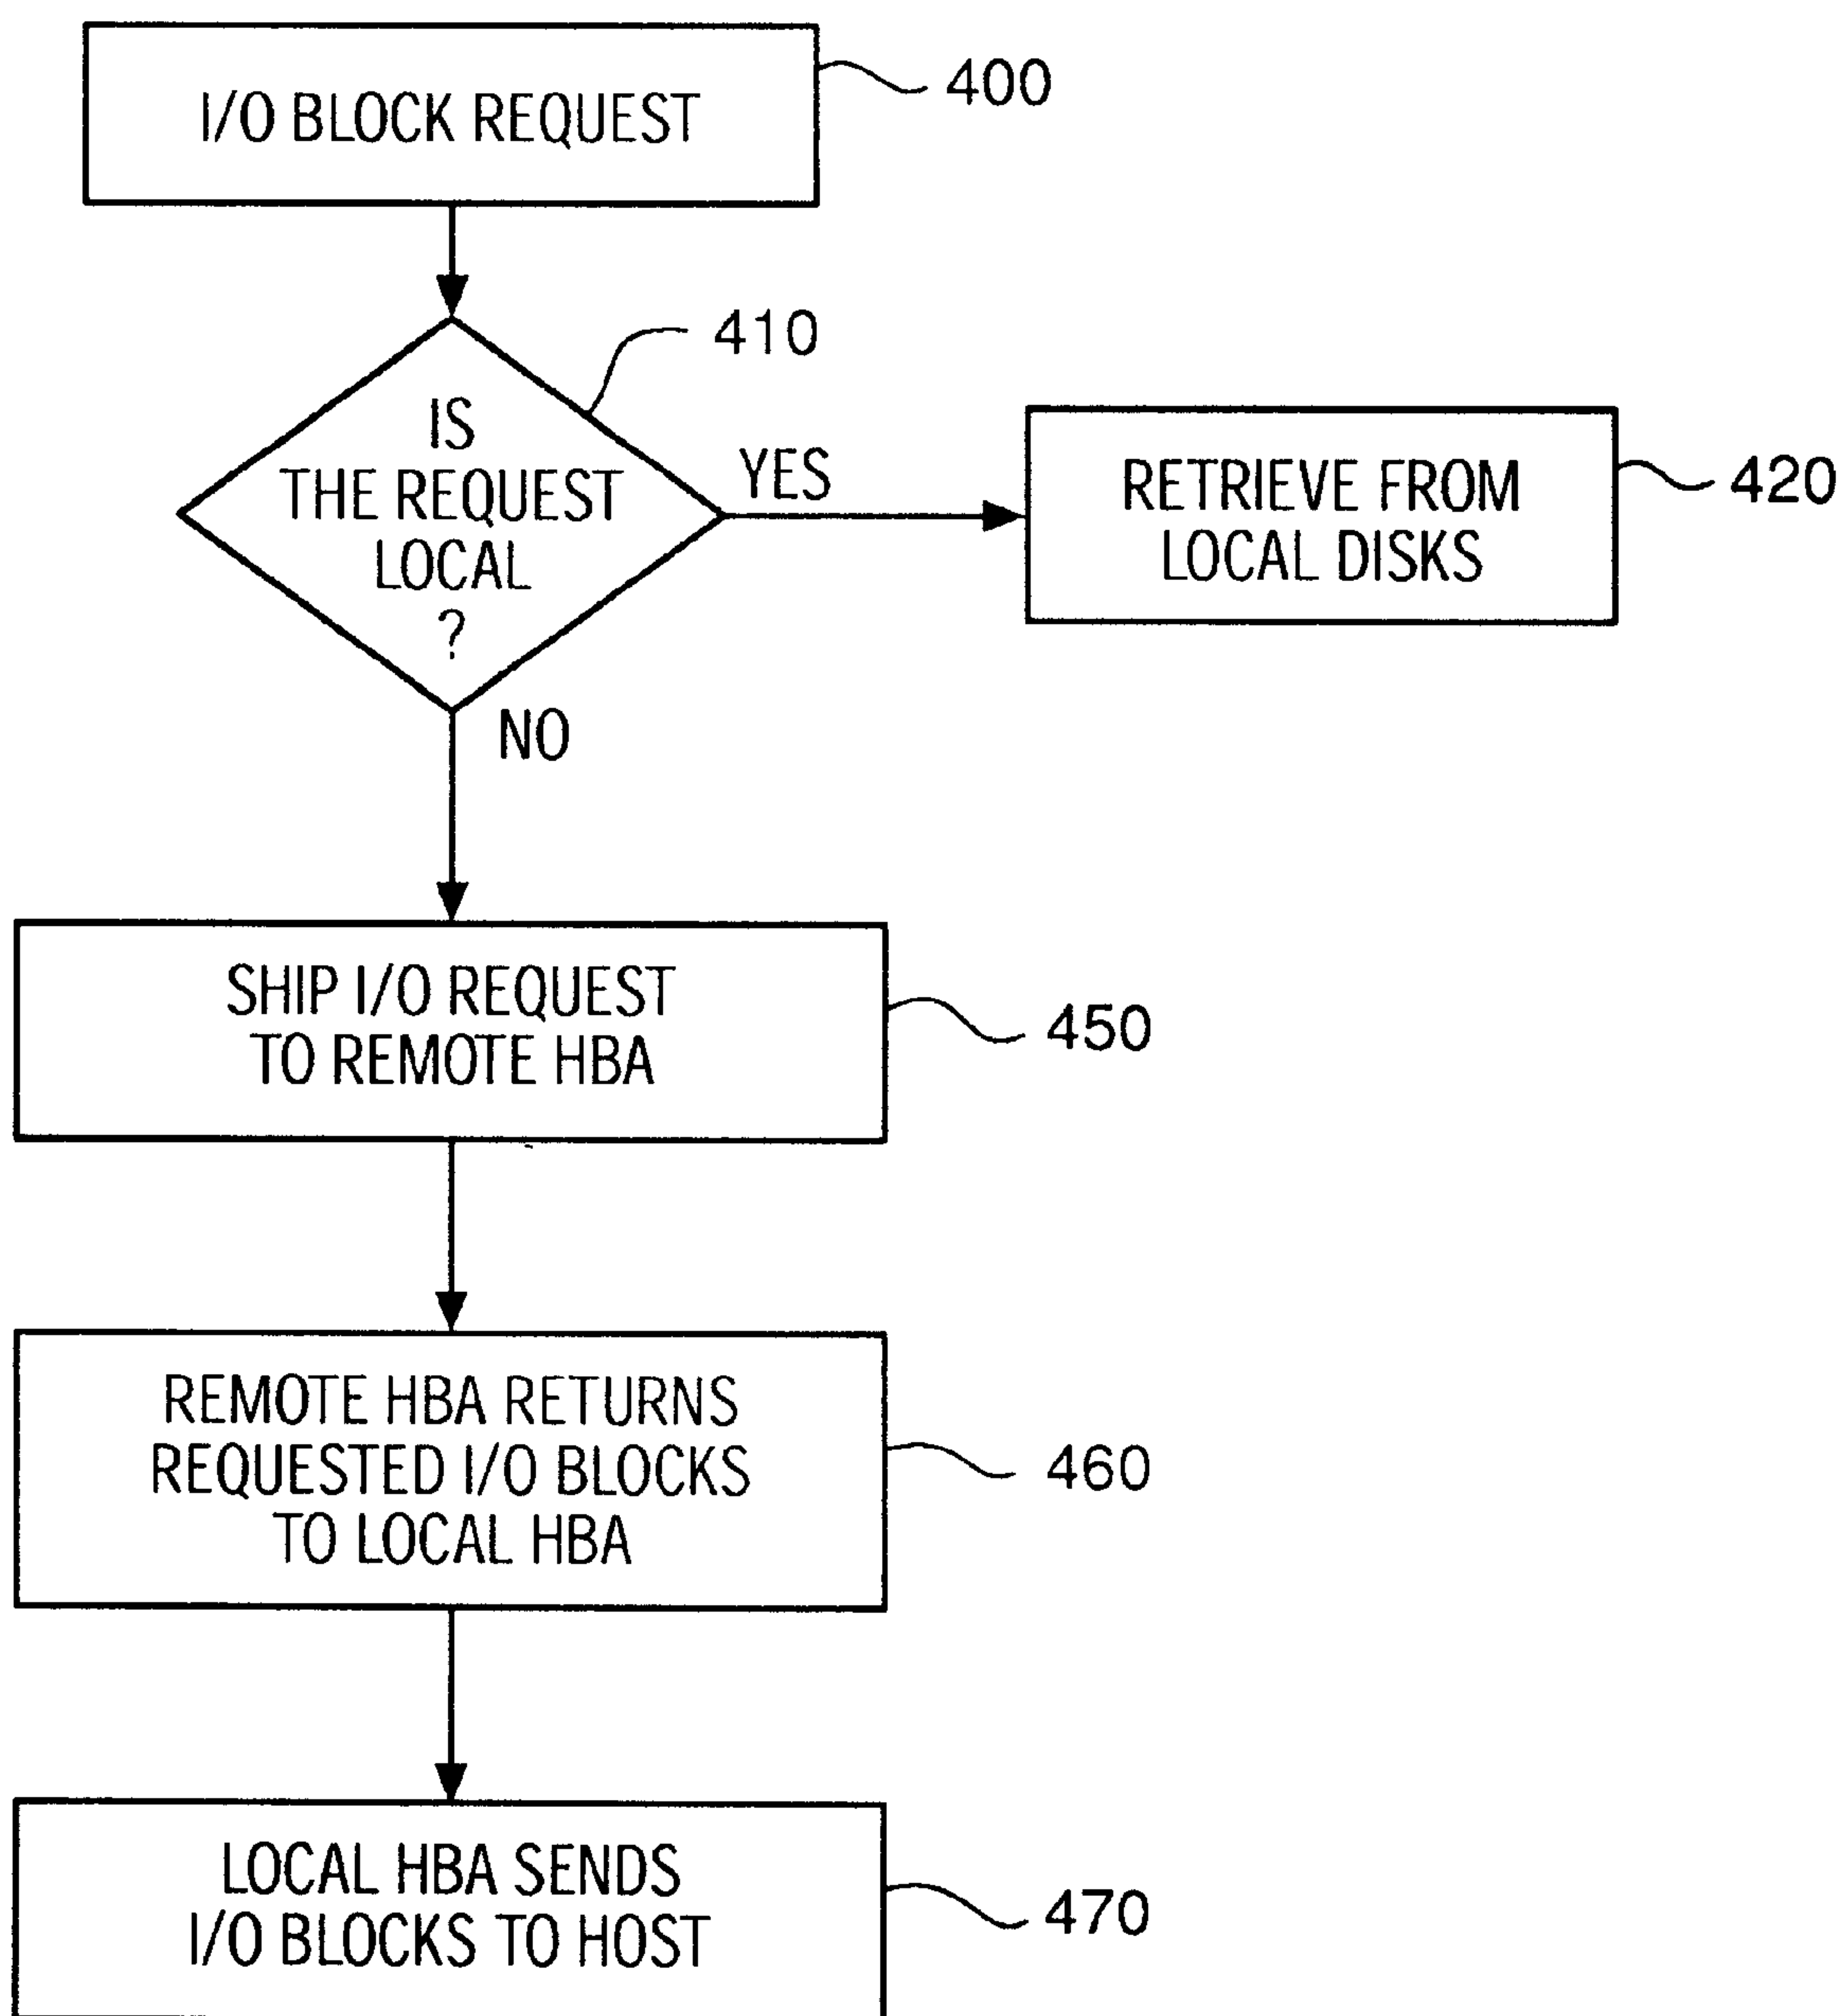 I/O BLOCK REQUEST
400
410
IS
THE REQUEST
LOCAL
?
YES
RETRIEVE FROM
LOCAL DISKS
420
NO
SHIP I/O REQUEST
TO REMOTE HBA
450
REMOTE HBA RETURNS
REQUESTED I/O BLOCKS
TO LOCAL HBA
460
LOCAL HBA SENDS
I/O BLOCKS TO HOST
470